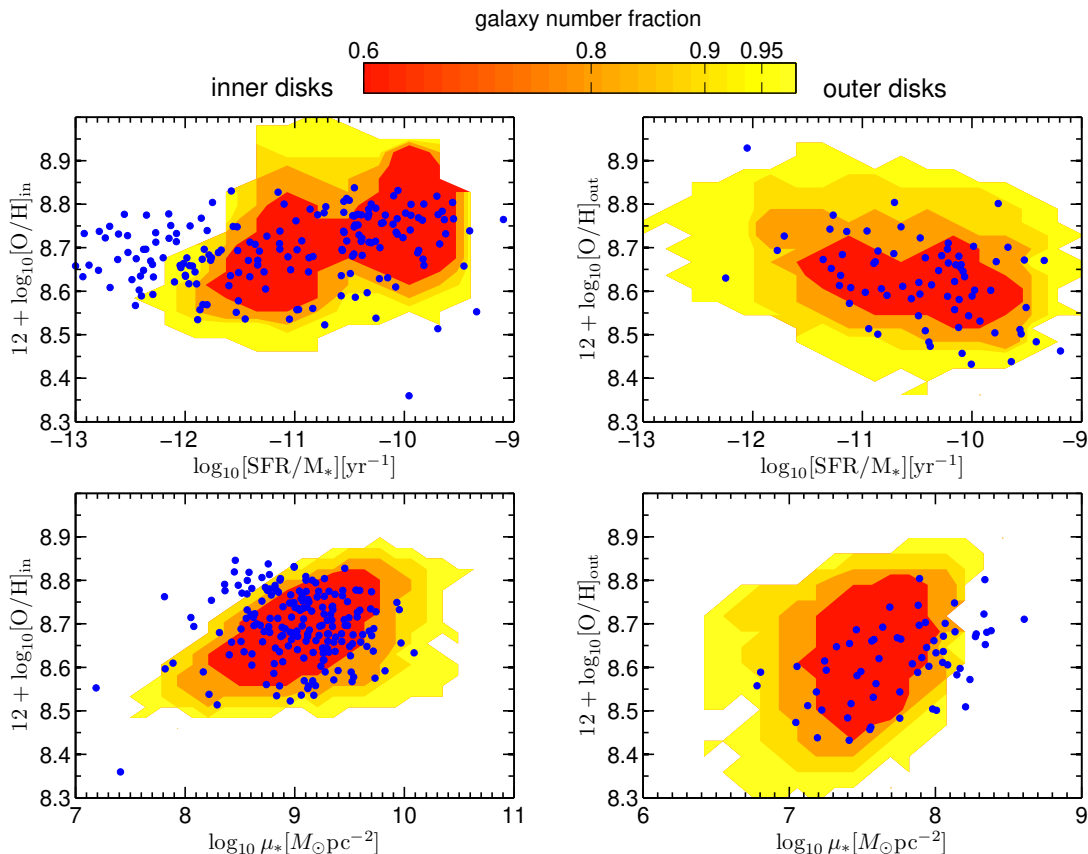 galaxy number fraction
0.6 0.8 0.9 0.95
inner disks outer disks
12 + log₁₀[O/H]ᵢₙ
8.9
8.8
8.7
8.6
8.5
8.4
8.3
−13 −12 −11 −10 −9
log₁₀[SFR/M∗][yr⁻¹]
12 + log₁₀[O/H]ₒᵤₜ
8.9
8.8
8.7
8.6
8.5
8.4
8.3
−13 −12 −11 −10 −9
log₁₀[SFR/M∗][yr⁻¹]
12 + log₁₀[O/H]ᵢₙ
8.9
8.8
8.7
8.6
8.5
8.4
8.3
7 8 9 10 11
log₁₀ μ∗[M⊙pc⁻²]
12 + log₁₀[O/H]ₒᵤₜ
8.9
8.8
8.7
8.6
8.5
8.4
8.3
6 7 8 9
log₁₀ μ∗[M⊙pc⁻²]